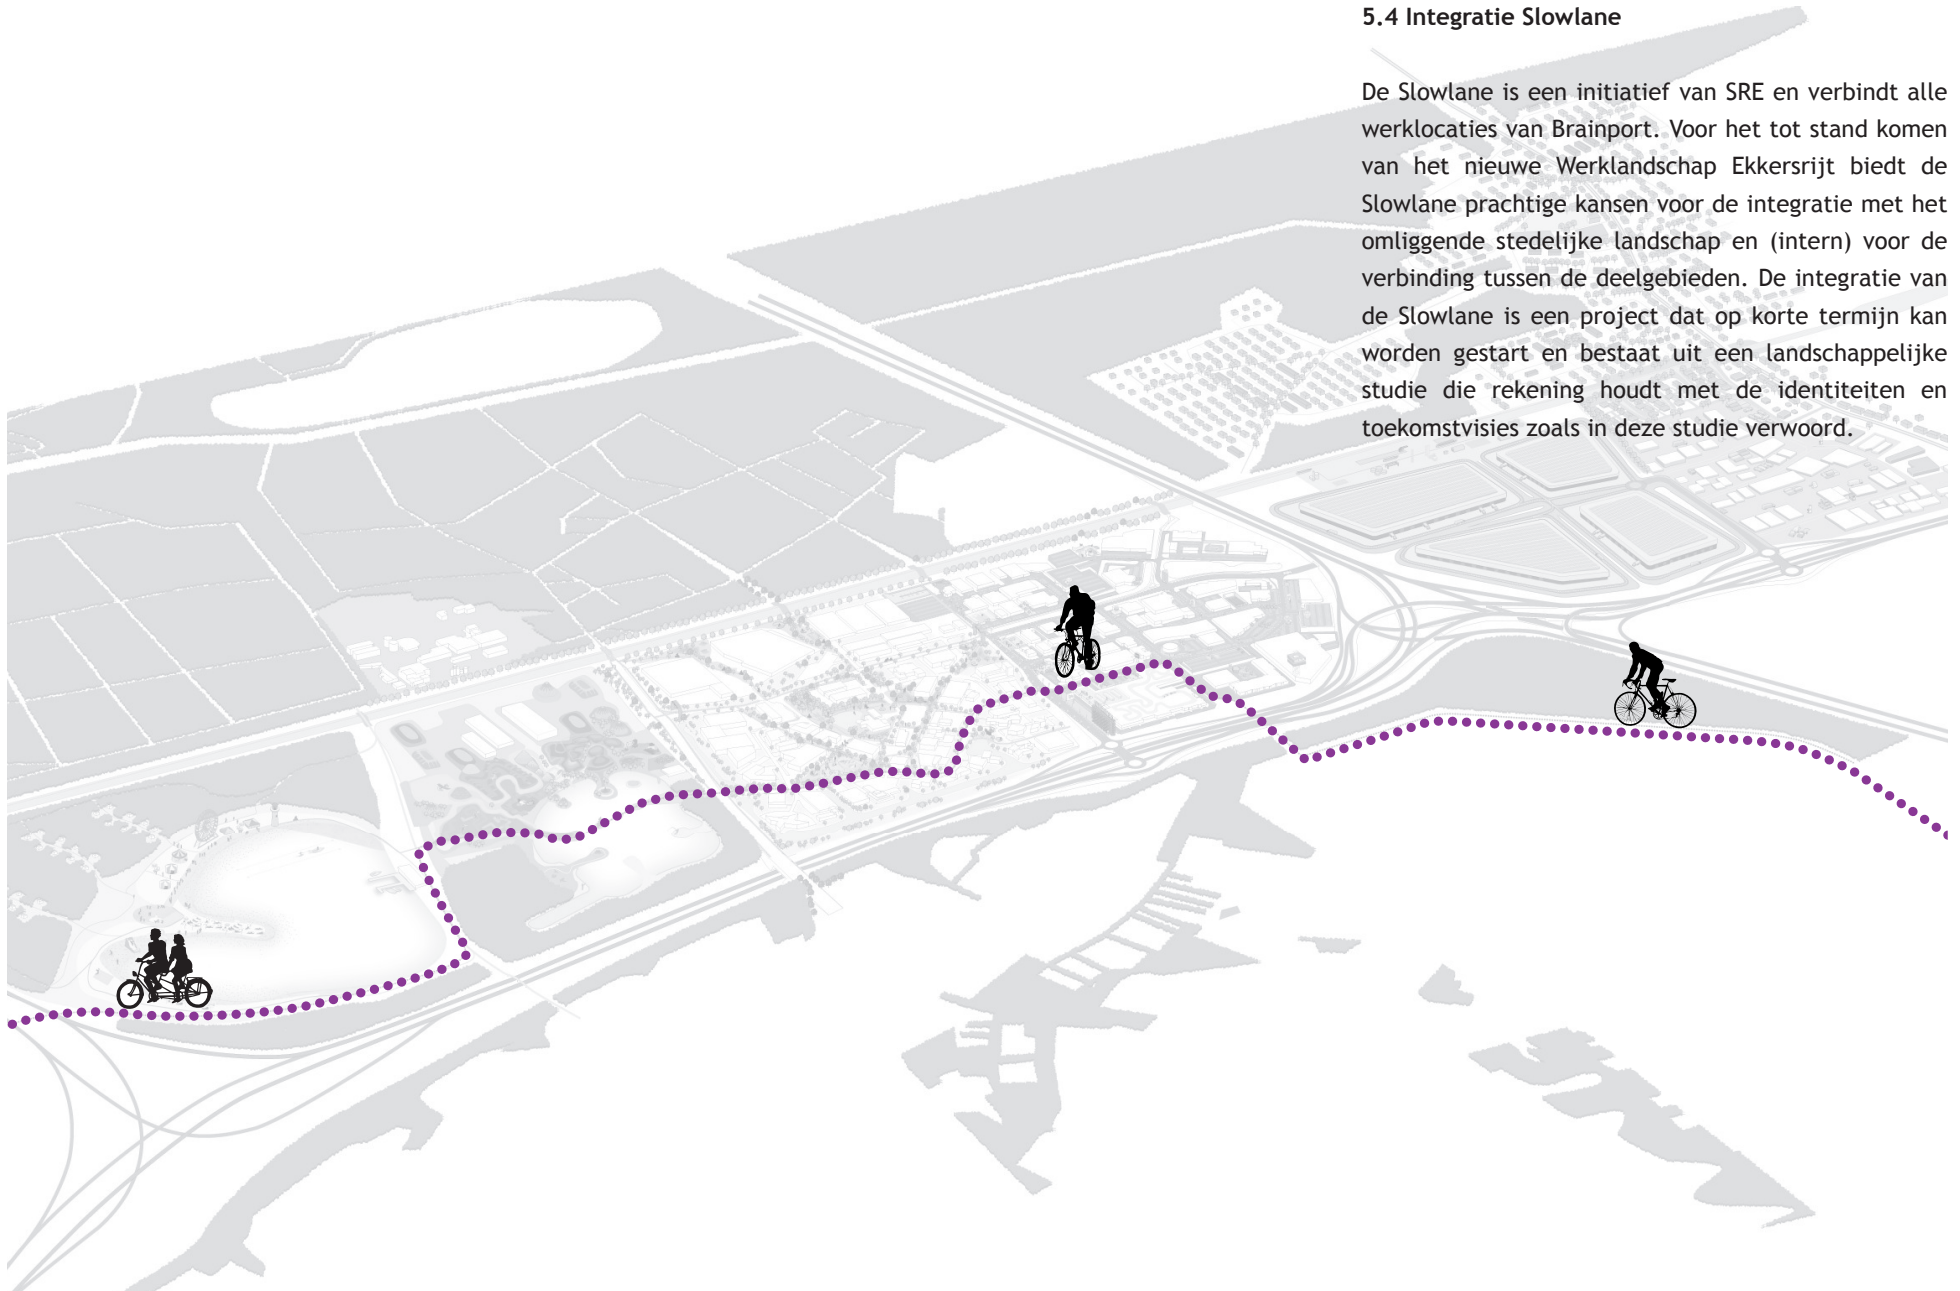 5.4 Integratie Slowlane
De Slowlane is een initiatief van SRE en verbindt alle
werklocaties van Brainport. Voor het tot stand komen
van het nieuwe Werklandschap Ekkersrijt biedt de
Slowlane prachtige kansen voor de integratie met het
omliggende stedelijke landschap en (intern) voor de
verbinding tussen de deelgebieden. De integratie van
de Slowlane is een project dat op korte termijn kan
worden gestart en bestaat uit een landschappelijke
studie die rekening houdt met de identiteiten en
toekomstvisies zoals in deze studie verwoord.